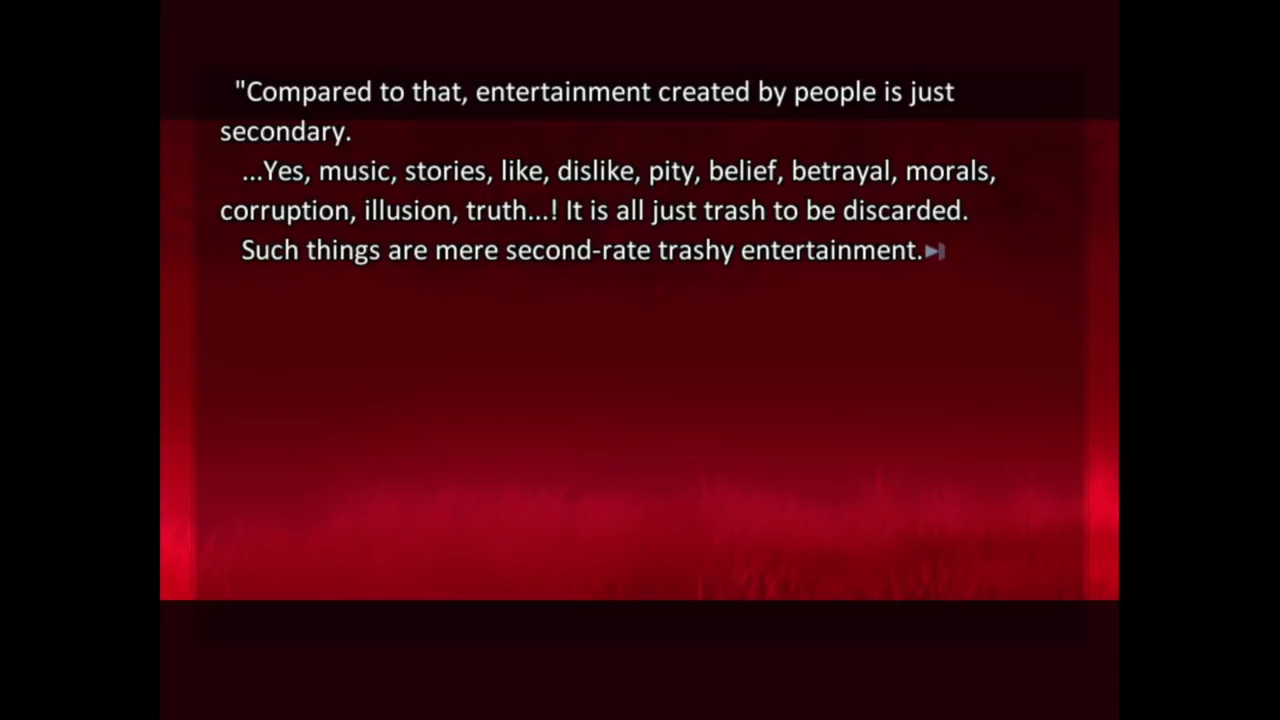 "Compared to that, entertainment created by people is just
secondary.
...Yes, music, stories, like, dislike, pity, belief, betrayal, morals,
corruption, illusion, truth...! It is all just trash to be discarded.
Such things are mere second-rate trashy entertainment.